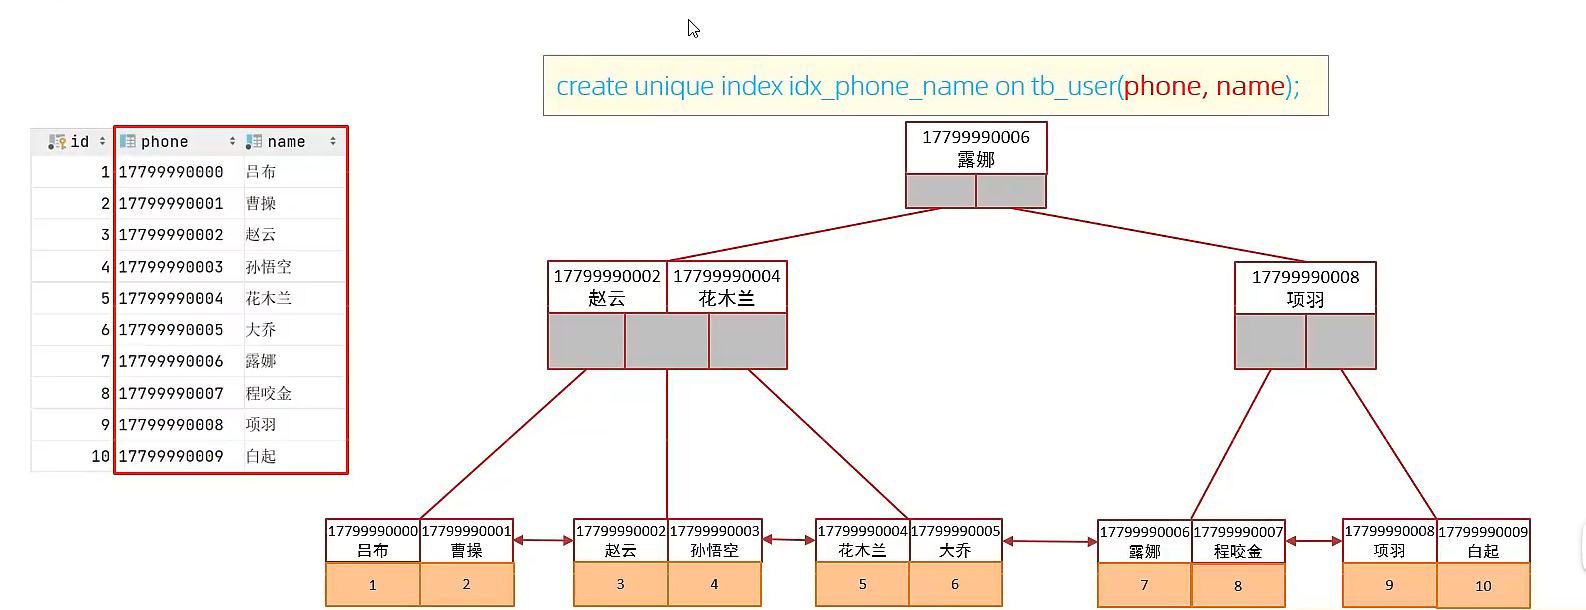 create unique index idx_phone_name on tb_user(phone, name);
id phone name
1 17799990000 吕布
2 17799990001 曹操
3 17799990002 赵云
4 17799990003 孙悟空
5 17799990004 花木兰
6 17799990005 大乔
7 17799990006 露娜
8 17799990007 程咬金
9 17799990008 项羽
10 17799990009 白起
17799990006
露娜
17799990002 17799990004
赵云 花木兰
17799990008
项羽
17799990000 17799990001 17799990002 17799990003 17799990004 17799990005 17799990006 17799990007 17799990008 17799990009
吕布 曹操 赵云 孙悟空 花木兰 大乔 露娜 程咬金 项羽 白起
1 2 3 4 5 6 7 8 9 10